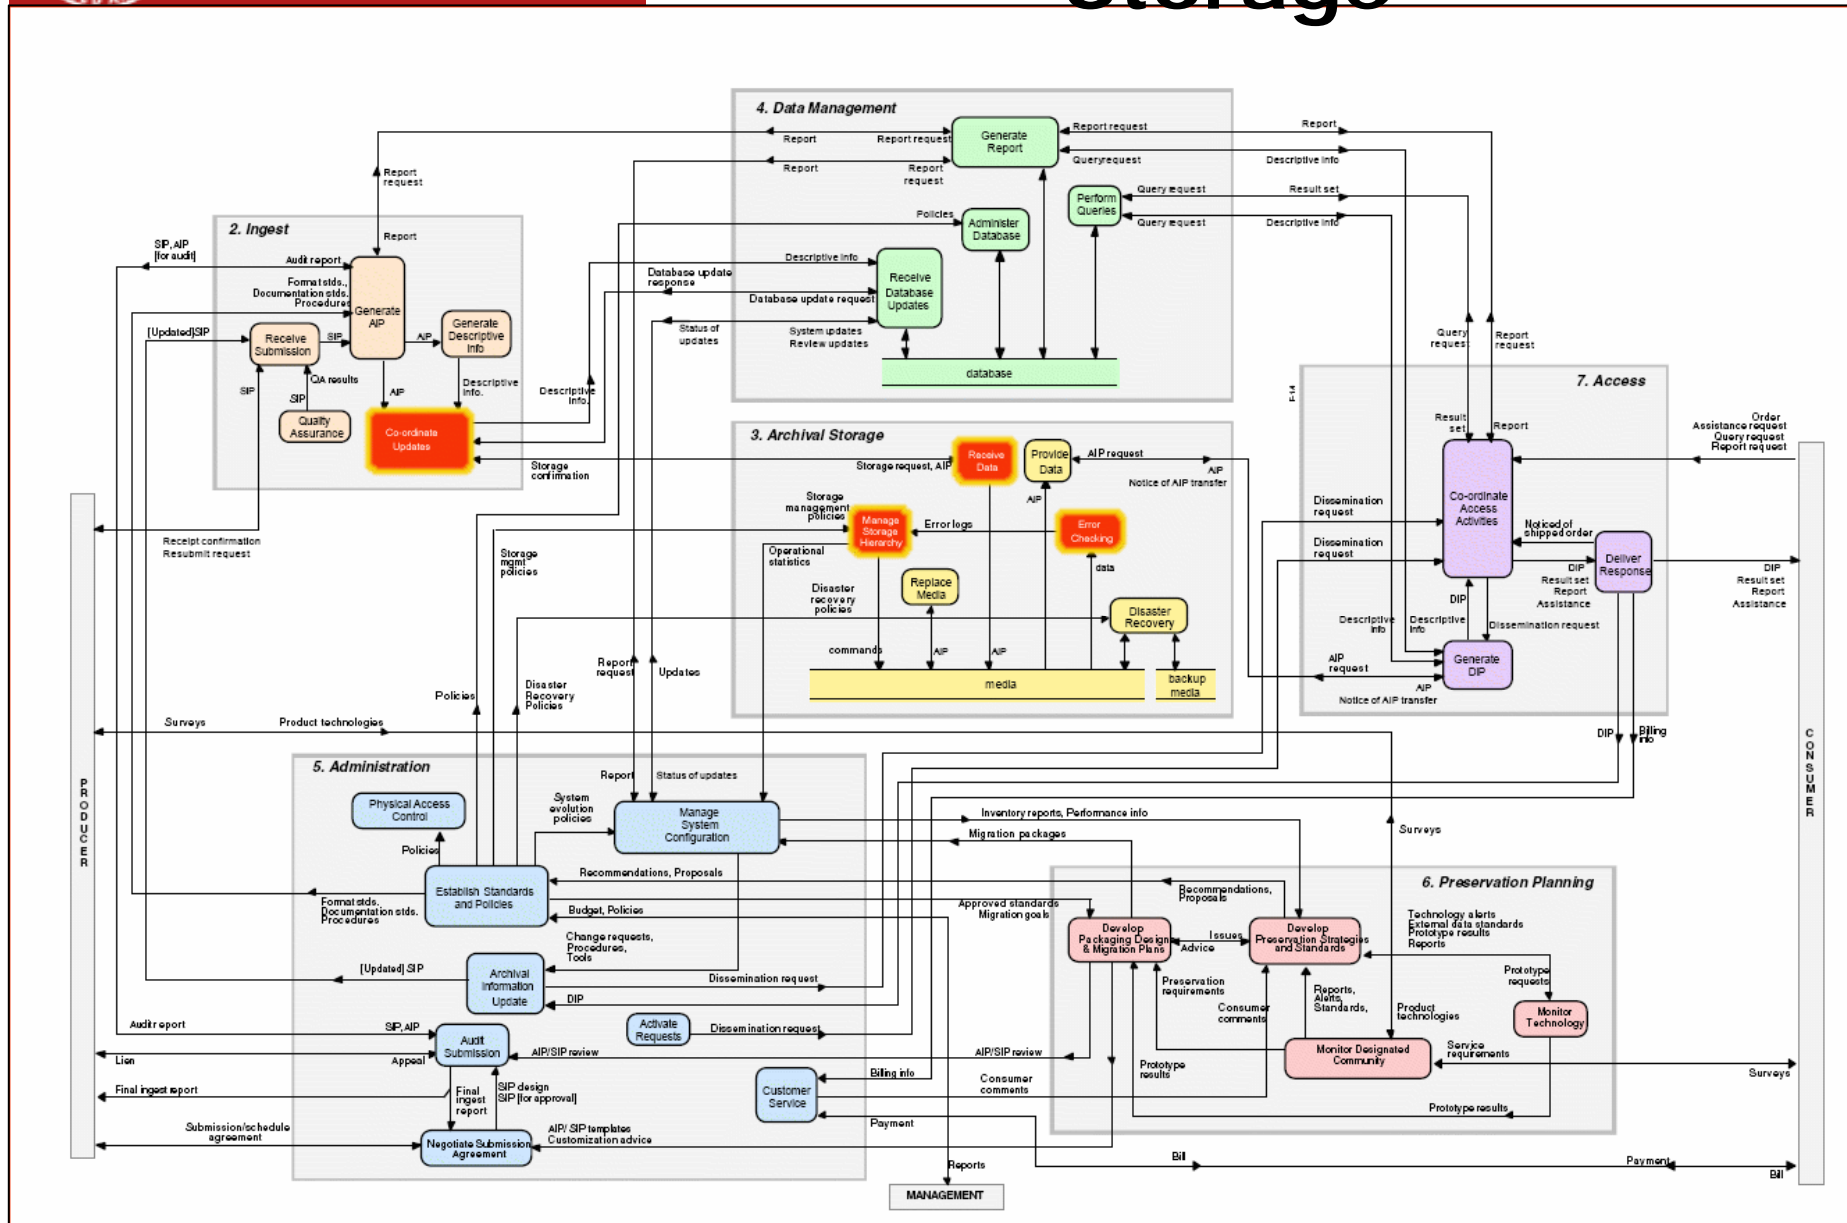 Storage
4. Data Management
Generate
Report
Report
Report request
Report request
Report
Report
Report
request
Queryrequest
Descriptive info
Report
request
Perform
Queries
Query request
Result set
Query request
Descriptive info
Policies
Administer
Database
Descriptive info
Receive
Database
Updates
Database update
response
Database update request
Status of
updates
System updates
Review updates
database
2. Ingest
Report
SIP, AIP
[for audit]
Audit report
Format stds.,
Documentation stds.
Procedures
Generate
AIP
[Updated]SIP
Receive
Submission
SIP
AIP
Generate
Descriptive
Info
QA results
SIP
SIP
AIP
Descriptive
Info.
Descriptive
Info.
Quality
Assurance
Co-ordinate
Updates
Storage
confirmation
Receipt confirmation
Resubmit request
3. Archival Storage
Storage request, AIP
Receive
Data
Provide
Data
AIP request
AIP
Notice of AIP transfer
AIP
Storage
management
policies
Manage
Storage
Hierarchy
Error logs
Error
Checking
Storage
mgmt
policies
Operational
statistics
data
Replace
Media
Disaster
recovery
policies
Disaster
Recovery
commands
AIP
AIP
media
backup
media
F-14
7. Access
Query
request
Report
request
Result
set
Report
Order
Assistance request
Query request
Report request
Co-ordinate
Access
Activities
Dissemination
request
Dissemination
request
Noticed of
shipped order
Deliver
Response
DIP
Result set
Report
Assistance
DIP
Result set
Report
Assistance
DIP
Descriptive
Info
Descriptive
Info
Dissemination request
Generate
DIP
AIP
request
AIP
Notice of AIP transfer
DIP
Billing
info
PRODUCER
CONSUMER
Report
request
Updates
Policies
Disaster
Recovery
Policies
Surveys
Product technologies
5. Administration
Physical Access
Control
Policies
System
evolution
policies
Report
Status of updates
Manage
System
Configuration
Inventory reports, Performance info
Migration packages
Surveys
Establish Standards
and Policies
Recommendations, Proposals
Budget, Policies
Format stds.
Documentation stds.
Procedures
Change requests,
Procedures,
Tools
[Updated] SIP
Archival
Information
Update
Dissemination request
DIP
Activate
Requests
Dissemination request
Audit report
SIP, AIP
Audit
Submission
Lien
Appeal
AIP/SIP review
AIP/SIP review
Final ingest report
Final
ingest
report
SIP design
SIP [for approval]
Customer
Service
Billing info
Consumer
comments
Payment
Submission/schedule
agreement
Negotiate Submission
Agreement
AIP/ SIP templates
Customization advice
Reports
MANAGEMENT
6. Preservation Planning
Recommendations,
Proposals
Approved standards
Migration goals
Develop
Packaging Design
& Migration Plans
Issues
Advice
Develop
Preservation Strategies
and Standards
Technology alerts
External data standards
Prototype results
Reports
Prototype
requests
Preservation
requirements
Consumer
comments
Reports,
Alerts,
Standards,
Product
technologies
Monitor
Technology
Monitor Designated
Community
Service
requirements
Surveys
Prototype
results
Prototype results
Bill
Payment
Bill